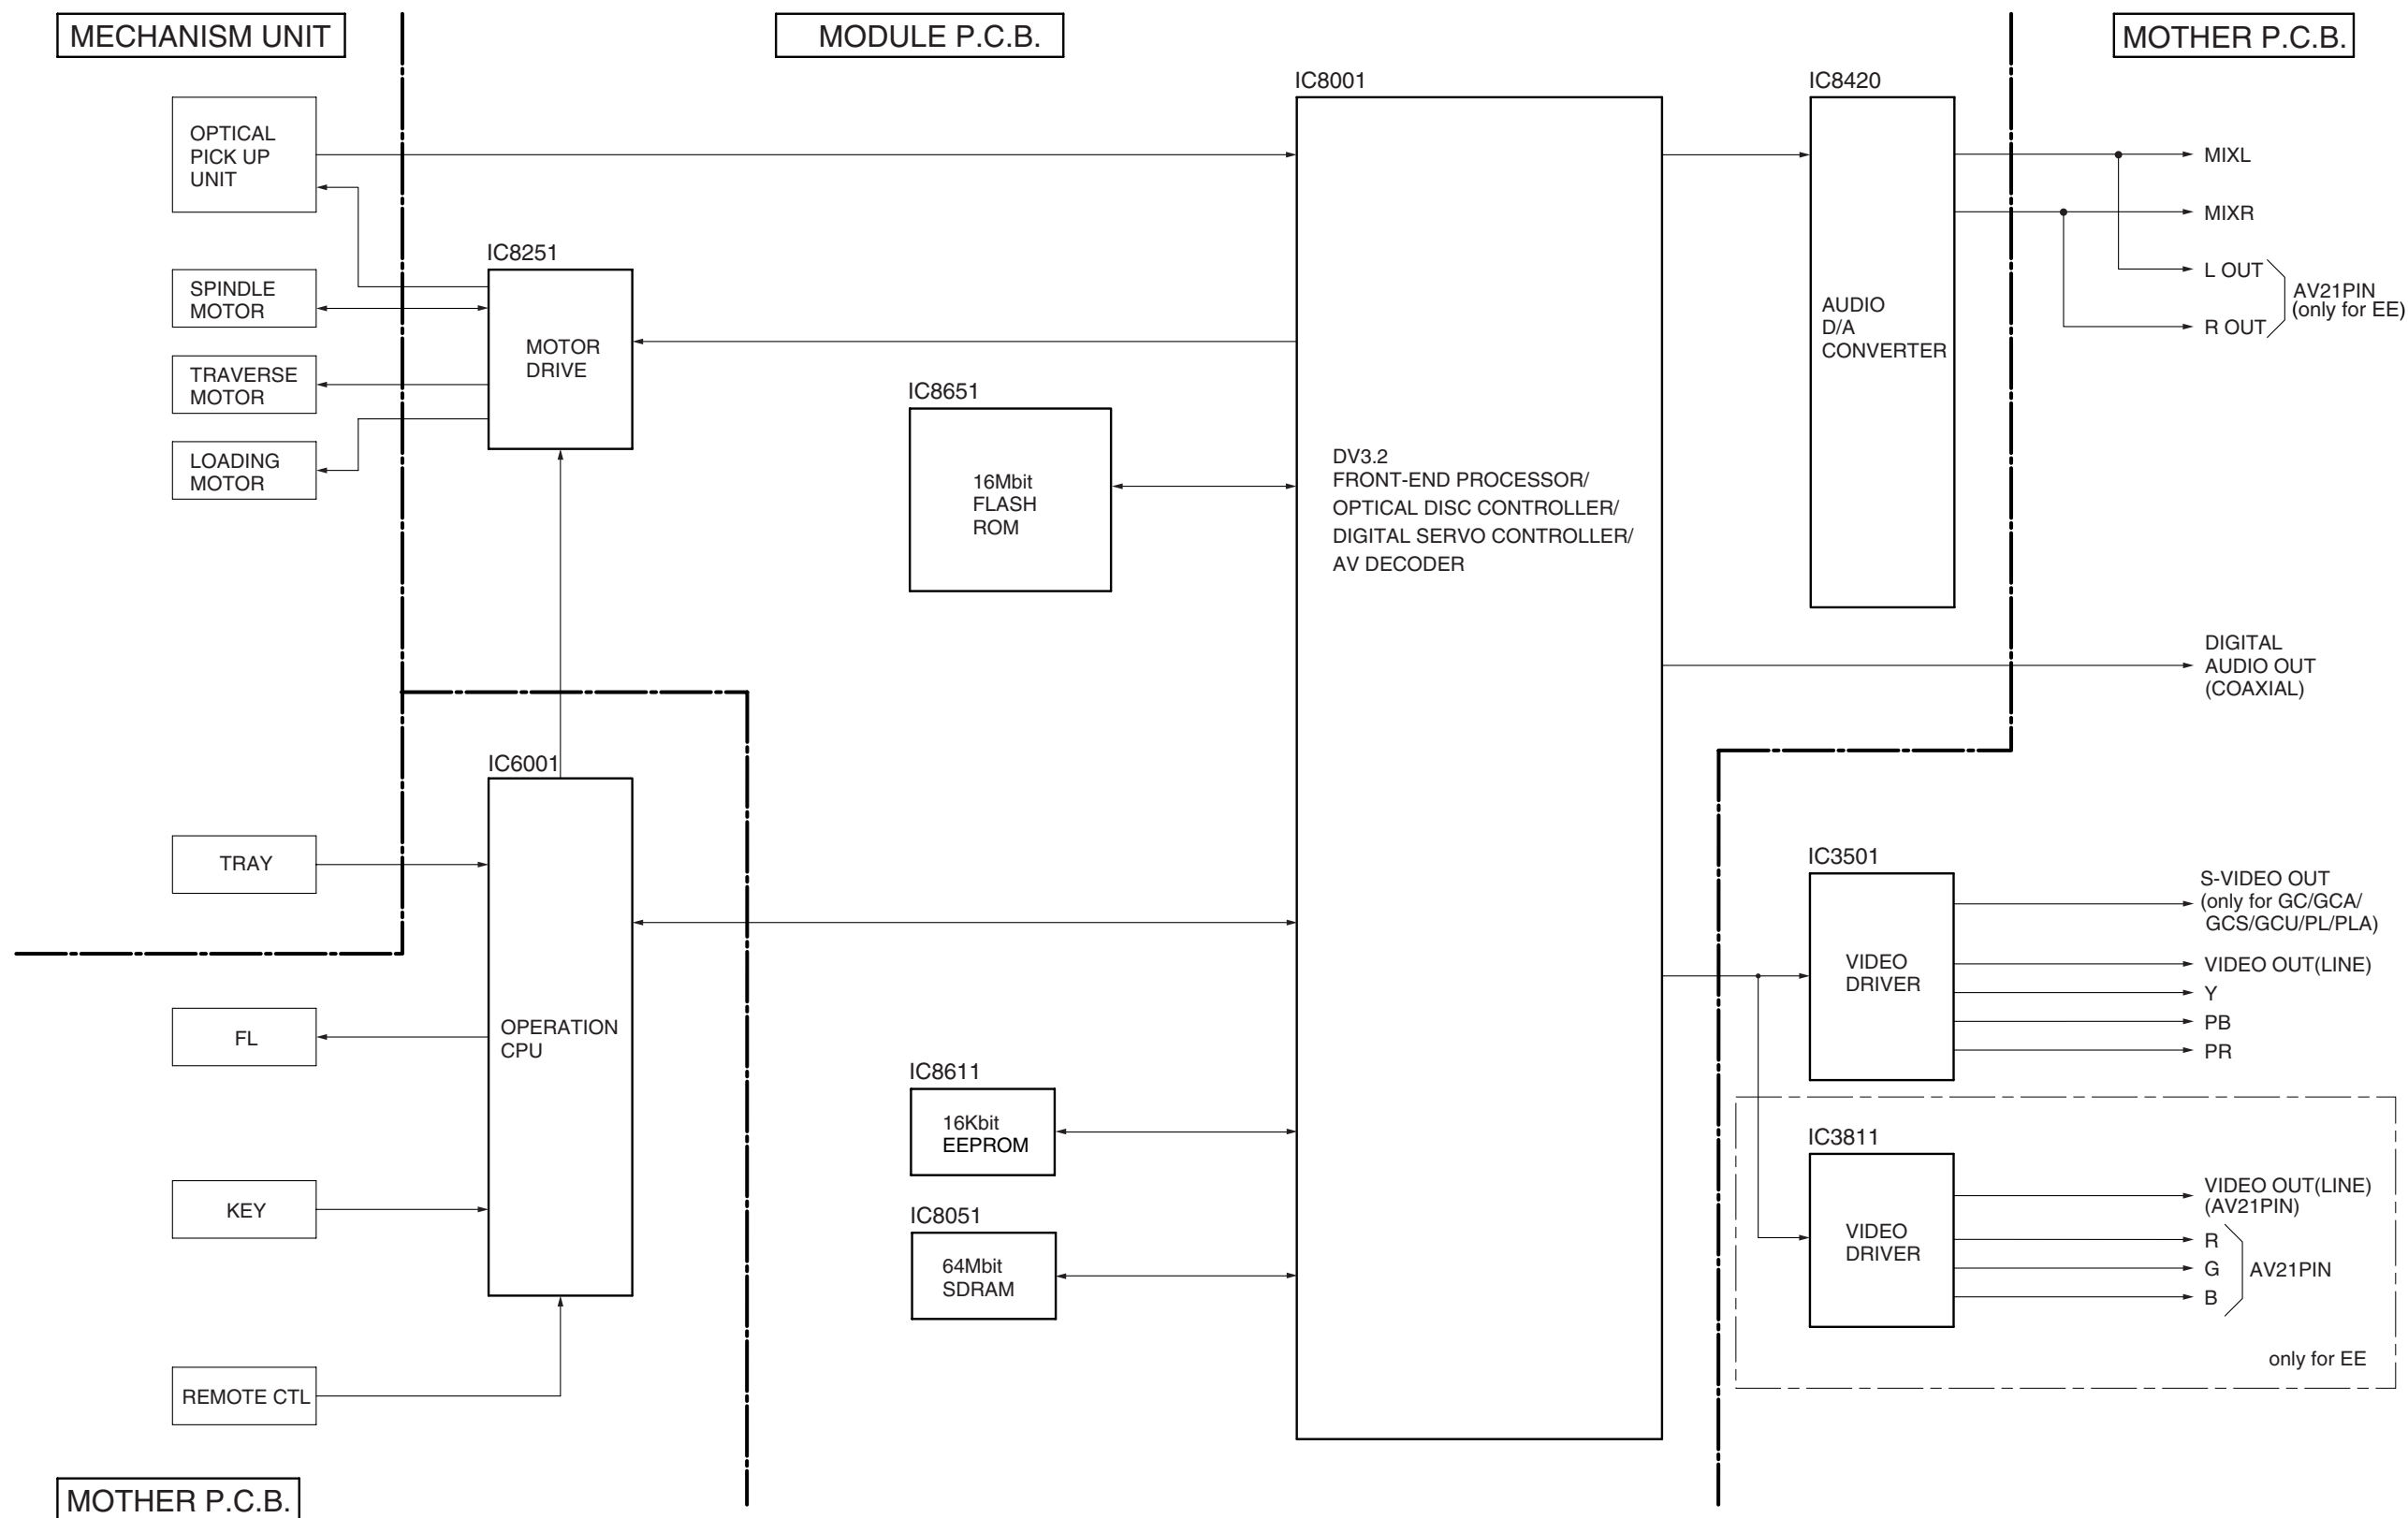 MECHANISM UNIT
MODULE P.C.B.
MOTHER P.C.B.
OPTICAL
PICK UP
UNIT
SPINDLE
MOTOR
TRAVERSE
MOTOR
LOADING
MOTOR
IC8251
MOTOR
DRIVE
IC8651
16Mbit
FLASH
ROM
IC8001
DV3.2
FRONT-END PROCESSOR/
OPTICAL DISC CONTROLLER/
DIGITAL SERVO CONTROLLER/
AV DECODER
IC8420
AUDIO
D/A
CONVERTER
MIXL
MIXR
L OUT
R OUT
AV21PIN
(only for EE)
DIGITAL
AUDIO OUT
(COAXIAL)
TRAY
FL
KEY
REMOTE CTL
IC6001
OPERATION
CPU
IC8611
16Kbit
EEPROM
IC8051
64Mbit
SDRAM
IC3501
VIDEO
DRIVER
S-VIDEO OUT
(only for GC/GCA/
GCS/GCU/PL/PLA)
VIDEO OUT(LINE)
Y
PB
PR
IC3811
VIDEO
DRIVER
VIDEO OUT(LINE)
(AV21PIN)
R
G
B
AV21PIN
only for EE
MOTHER P.C.B.